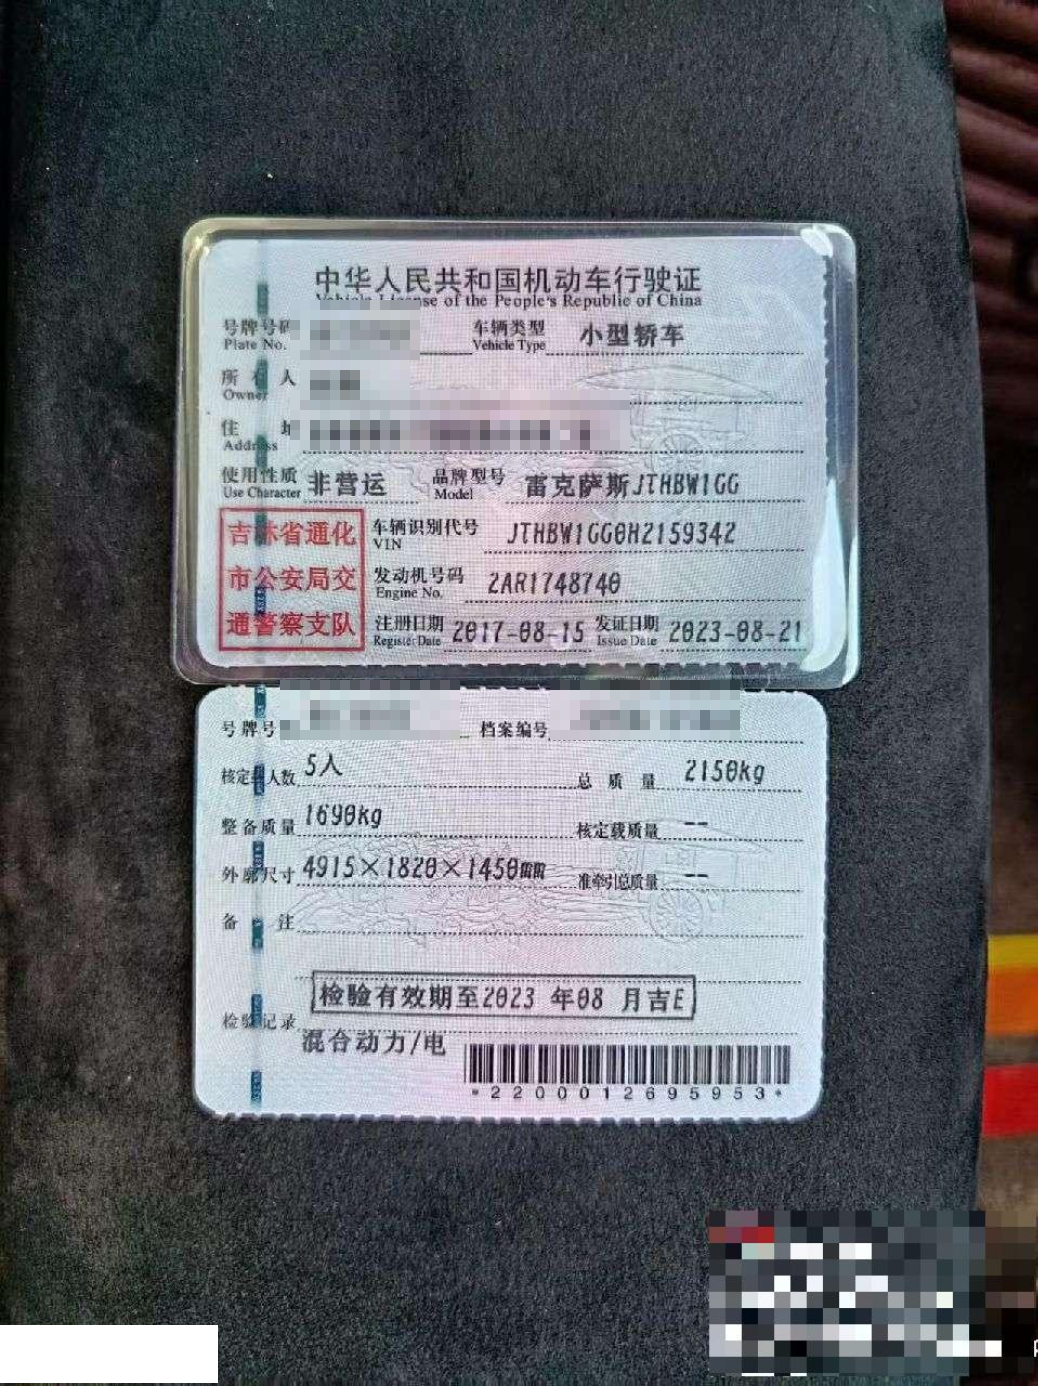 中华人民共和国机动车行驶证
Vehicle License of the People's Republic of China
号牌号码 车辆类型 小型轿车
Plate No. Vehicle Type
所有人
Owner
住 址
Address
使用性质 非营运 品牌型号 雷克萨斯JTHBW1GG
Use Character Model
吉林省通化
市公安局交
通警察支队
车辆识别代号 JTHBW1GG0H2159342
VIN
发动机号码 2AR1748740
Engine No.
注册日期 2017-08-15 发证日期 2023-08-21
Register Date Issue Date
号牌号 档案编号
核定 人数 5人 总质量 2150kg
整备质量 1690kg 核定载质量 --
外廓尺寸 4915×1820×1450mm 准牵引总质量 --
备 注
检验有效期至2023 年08 月吉E
检验记录
混合动力/电
*2200012695953*